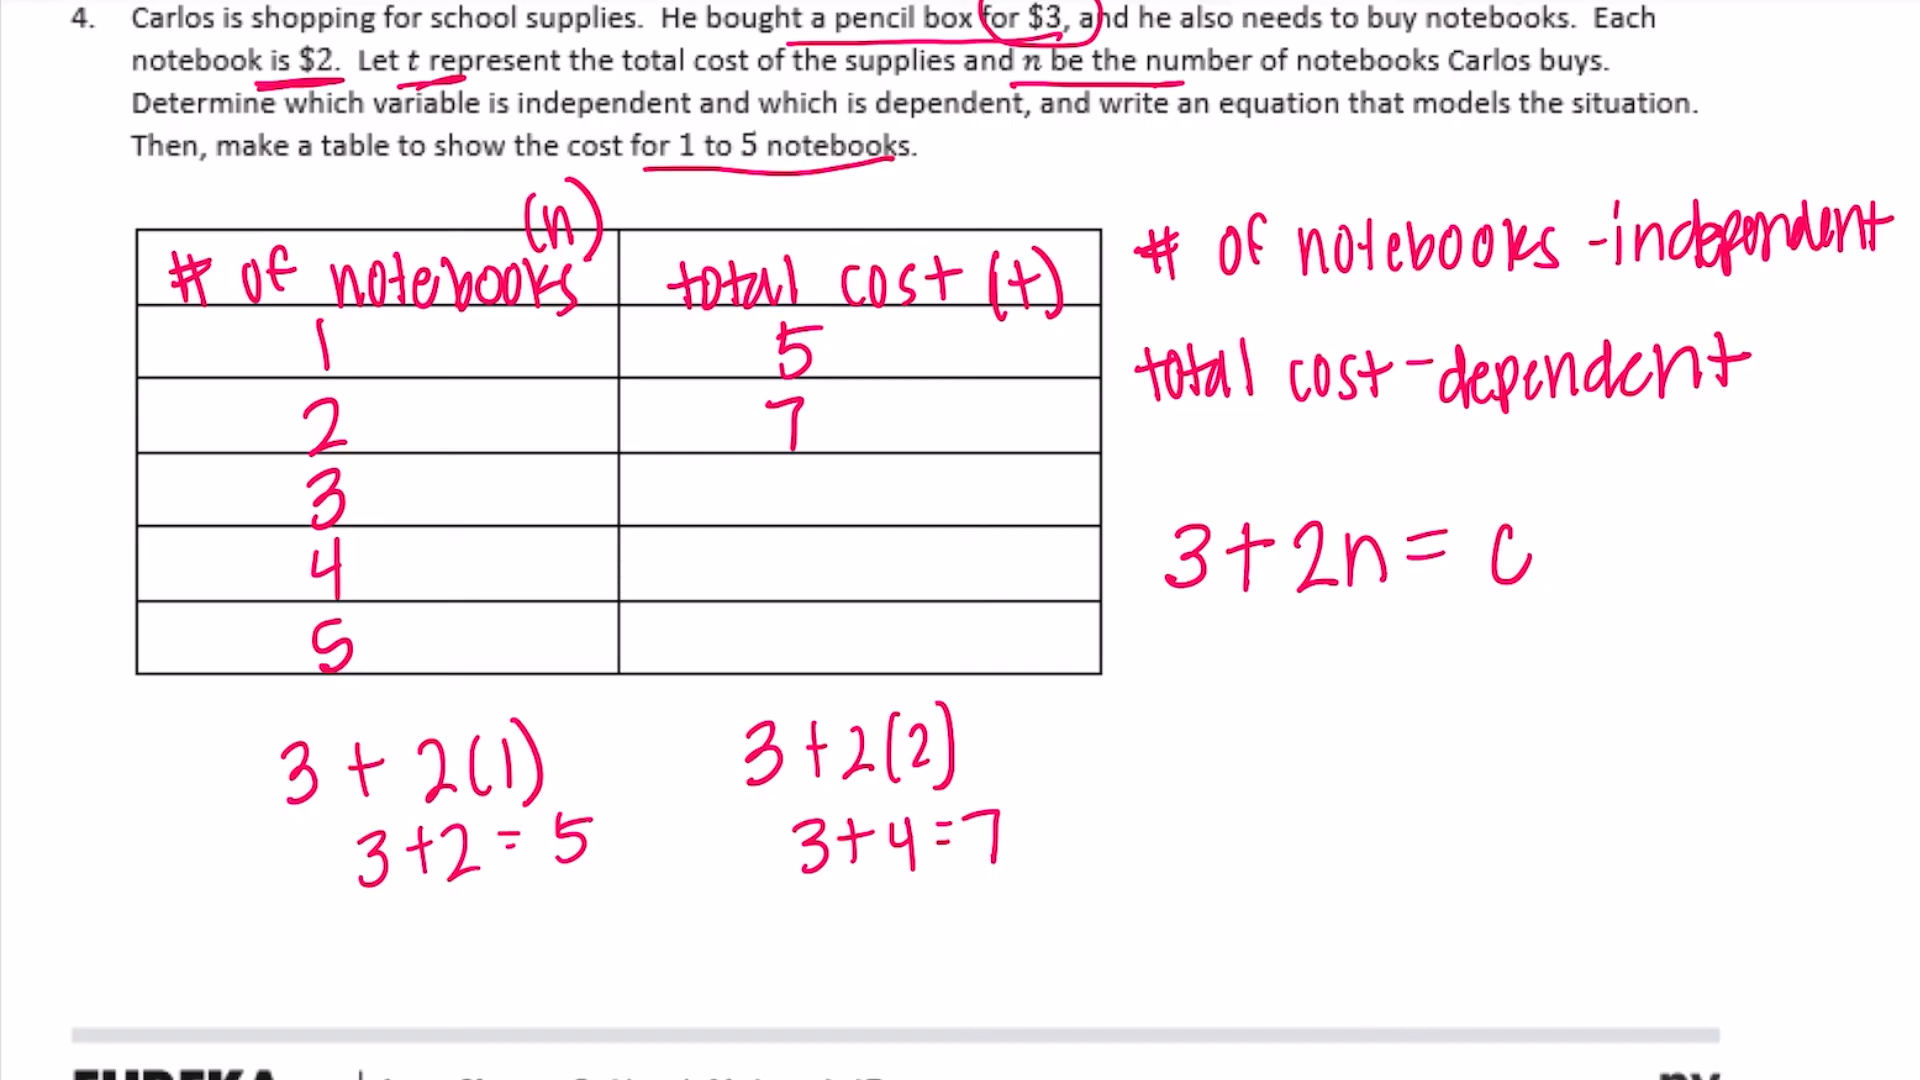 4. Carlos is shopping for school supplies. He bought a pencil box for $3, and he also needs to buy notebooks. Each
notebook is $2. Let t represent the total cost of the supplies and n be the number of notebooks Carlos buys.
Determine which variable is independent and which is dependent, and write an equation that models the situation.
Then, make a table to show the cost for 1 to 5 notebooks.
# of notebooks (n) total cost (t)
1 5
2 7
3
4
5
# of notebooks - independent
total cost - dependent
3 + 2n = c
3 + 2(1)
3 + 2 = 5
3 + 2(2)
3 + 4 = 7
EUREKA